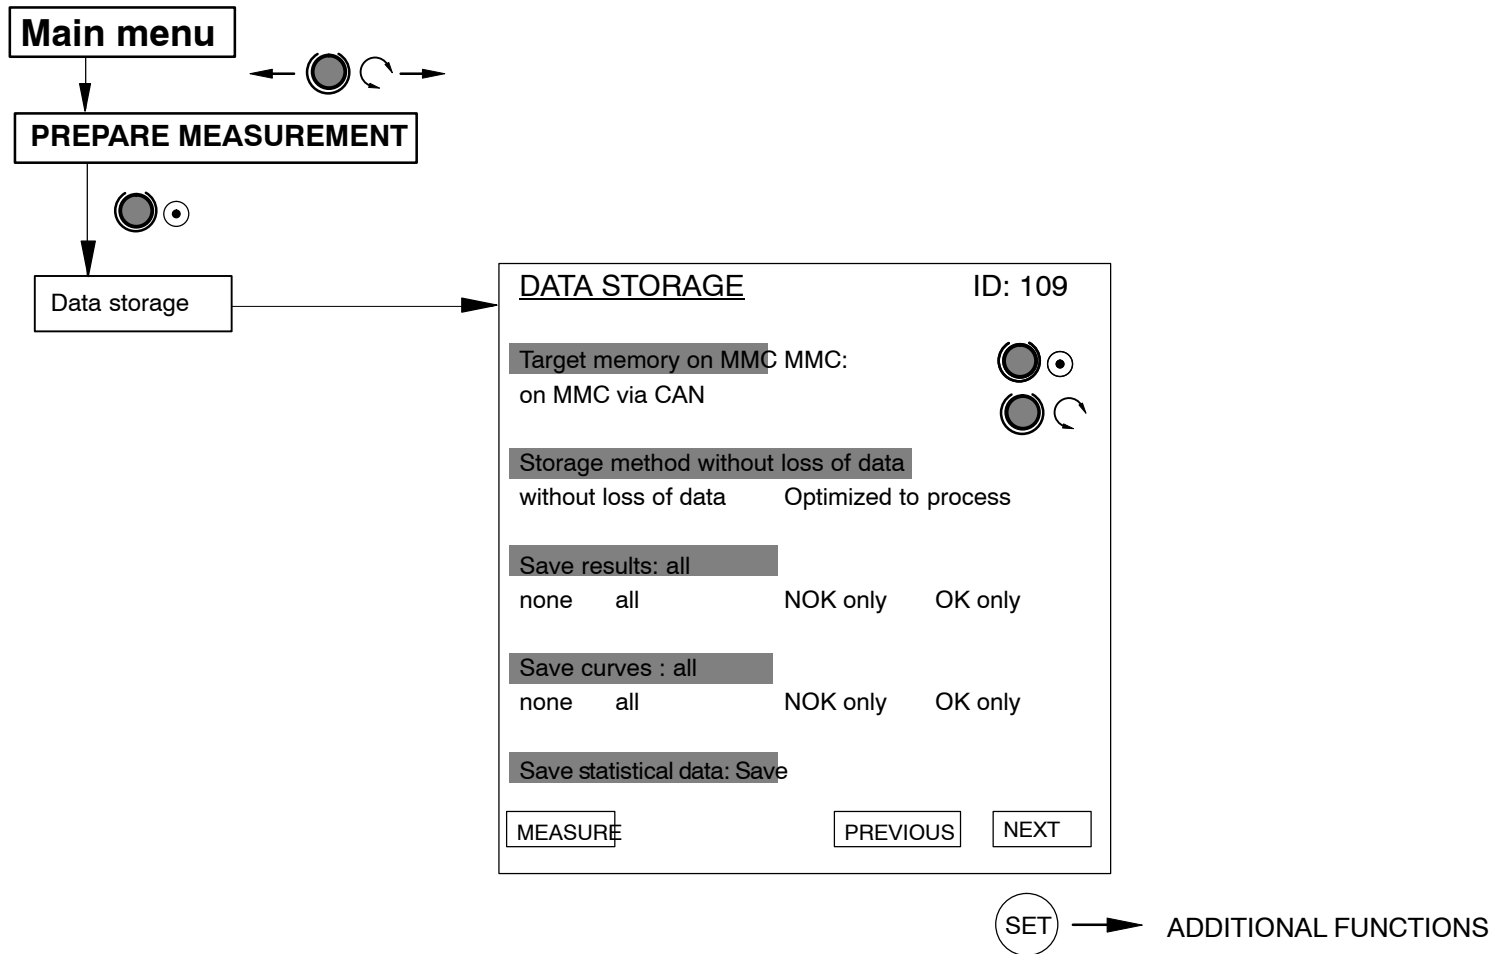 Main menu
PREPARE MEASUREMENT
Data storage
DATA STORAGE ID: 109
Target memory on MMC MMC:
on MMC via CAN
Storage method without loss of data
without loss of data Optimized to process
Save results: all
none all NOK only OK only
Save curves : all
none all NOK only OK only
Save statistical data: Save
MEASURE PREVIOUS NEXT
SET ADDITIONAL FUNCTIONS